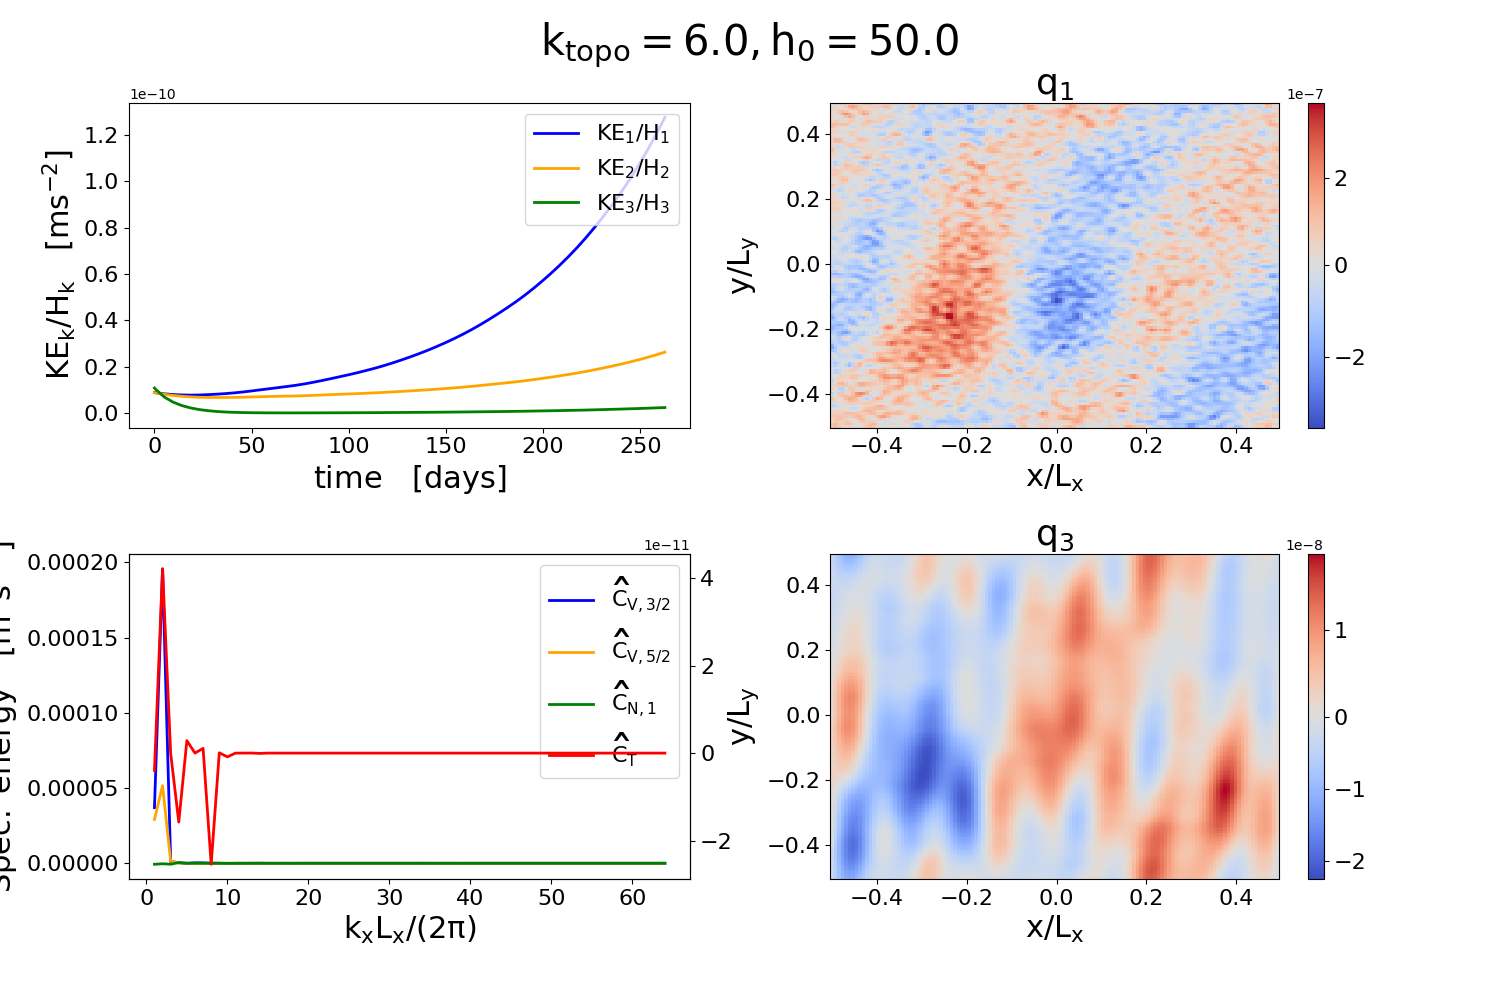 k_topo = 6.0, h_0 = 50.0
1e−10
KE_k/H_k [ms^−2]
1.2
1.0
0.8
0.6
0.4
0.2
0.0
KE_1/H_1
KE_2/H_2
KE_3/H_3
0 50 100 150 200 250
time [days]
q_1
1e−7
y/L_y
0.4
0.2
0.0
−0.2
−0.4
2
0
−2
−0.4 −0.2 0.0 0.2 0.4
x/L_x
1e−11
Spec. energy
0.00020
0.00015
0.00010
0.00005
0.00000
Ĉ_V, 3/2
Ĉ_V, 5/2
Ĉ_N, 1
Ĉ_T
4
2
0
−2
0 10 20 30 40 50 60
k_xL_x/(2π)
q_3
1e−8
y/L_y
0.4
0.2
0.0
−0.2
−0.4
1
0
−1
−2
−0.4 −0.2 0.0 0.2 0.4
x/L_x